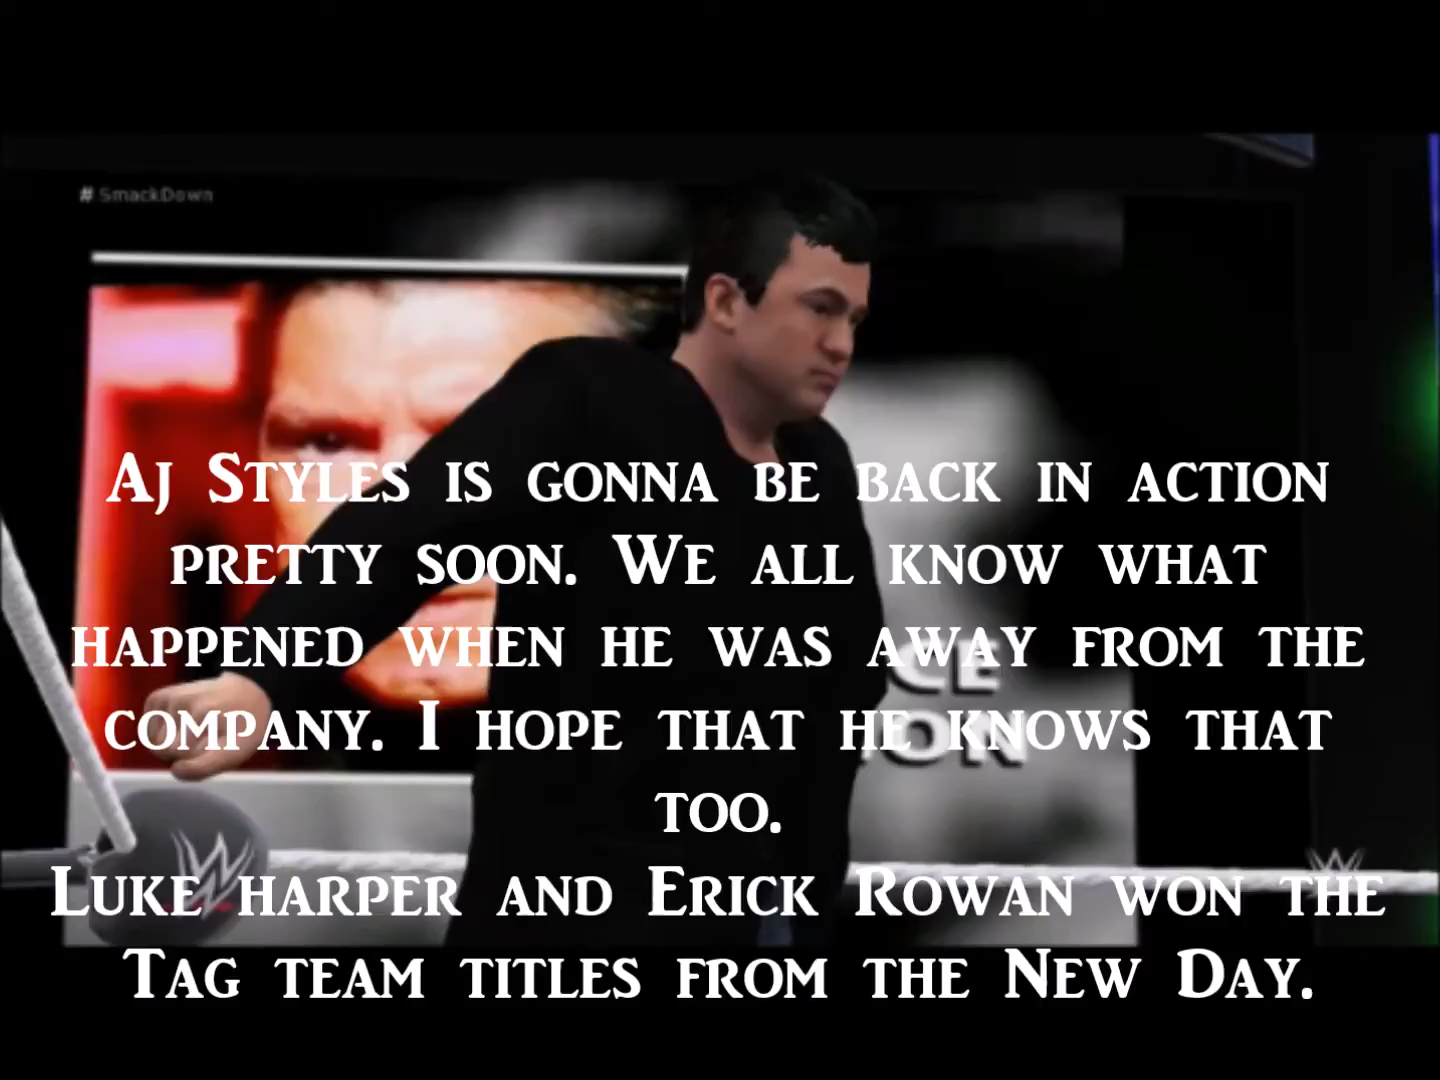 #SmackDown
AJ STYLES IS GONNA BE BACK IN ACTION
PRETTY SOON. WE ALL KNOW WHAT
HAPPENED WHEN HE WAS AWAY FROM THE
COMPANY. I HOPE THAT HE KNOWS THAT
TOO.
LUKE HARPER AND ERICK ROWAN WON THE
TAG TEAM TITLES FROM THE NEW DAY.